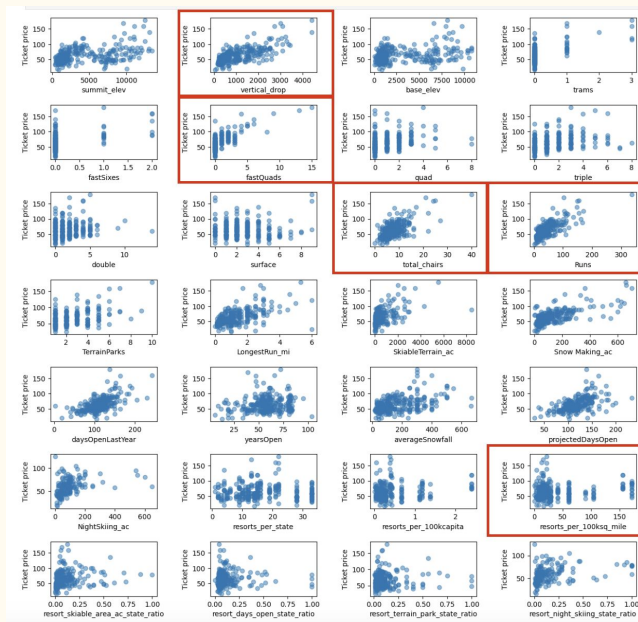 Ticket price Ticket price Ticket price Ticket price
150 150 150 150
100 100 100 100
50 50 50 50
0 5000 10000 0 1000 2000 3000 4000 0 2000 4000 6000 8000 10000 0 1 2 3
summit_elev vertical_drop base_elev trams
Ticket price Ticket price Ticket price Ticket price
150 150 150 150
100 100 100 100
50 50 50 50
0.0 0.5 1.0 1.5 2.0 0 5 10 15 0 2 4 6 8 0 2 4 6 8
fastSixes fastQuads quad triple
Ticket price Ticket price Ticket price Ticket price
150 150 150 150
100 100 100 100
50 50 50 50
0 5 10 0 2 4 6 8 0 10 20 30 40 0 100 200 300
double surface total_chairs Runs
Ticket price Ticket price Ticket price Ticket price
150 150 150 150
100 100 100 100
50 50 50 50
2 4 6 8 10 0 2 4 6 0 2000 4000 6000 8000 0 200 400 600
TerrainParks LongestRun_mi SkiableTerrain_ac Snow Making_ac
Ticket price Ticket price Ticket price Ticket price
150 150 150 150
100 100 100 100
50 50 50 50
0 100 200 25 50 75 100 0 200 400 600 50 100 150 200
daysOpenLastYear yearsOpen averageSnowfall projectedDaysOpen
Ticket price Ticket price Ticket price Ticket price
100 150 150 150
50 100 100 100
50 50 50
0 200 400 600 0 10 20 30 0 1 2 0 50 100 150
NightSkiing_ac resorts_per_state resorts_per_100kcapita resorts_per_100ksq_mile
Ticket price Ticket price Ticket price Ticket price
150 150 150 100
100 100 100 50
50 50 50
0.00 0.25 0.50 0.75 1.00 0.00 0.25 0.50 0.75 1.00 0.00 0.25 0.50 0.75 1.00 0.00 0.25 0.50 0.75 1.00
resort_skiable_area_ac_state_ratio resort_days_open_state_ratio resort_terrain_park_state_ratio resort_night_skiing_state_ratio